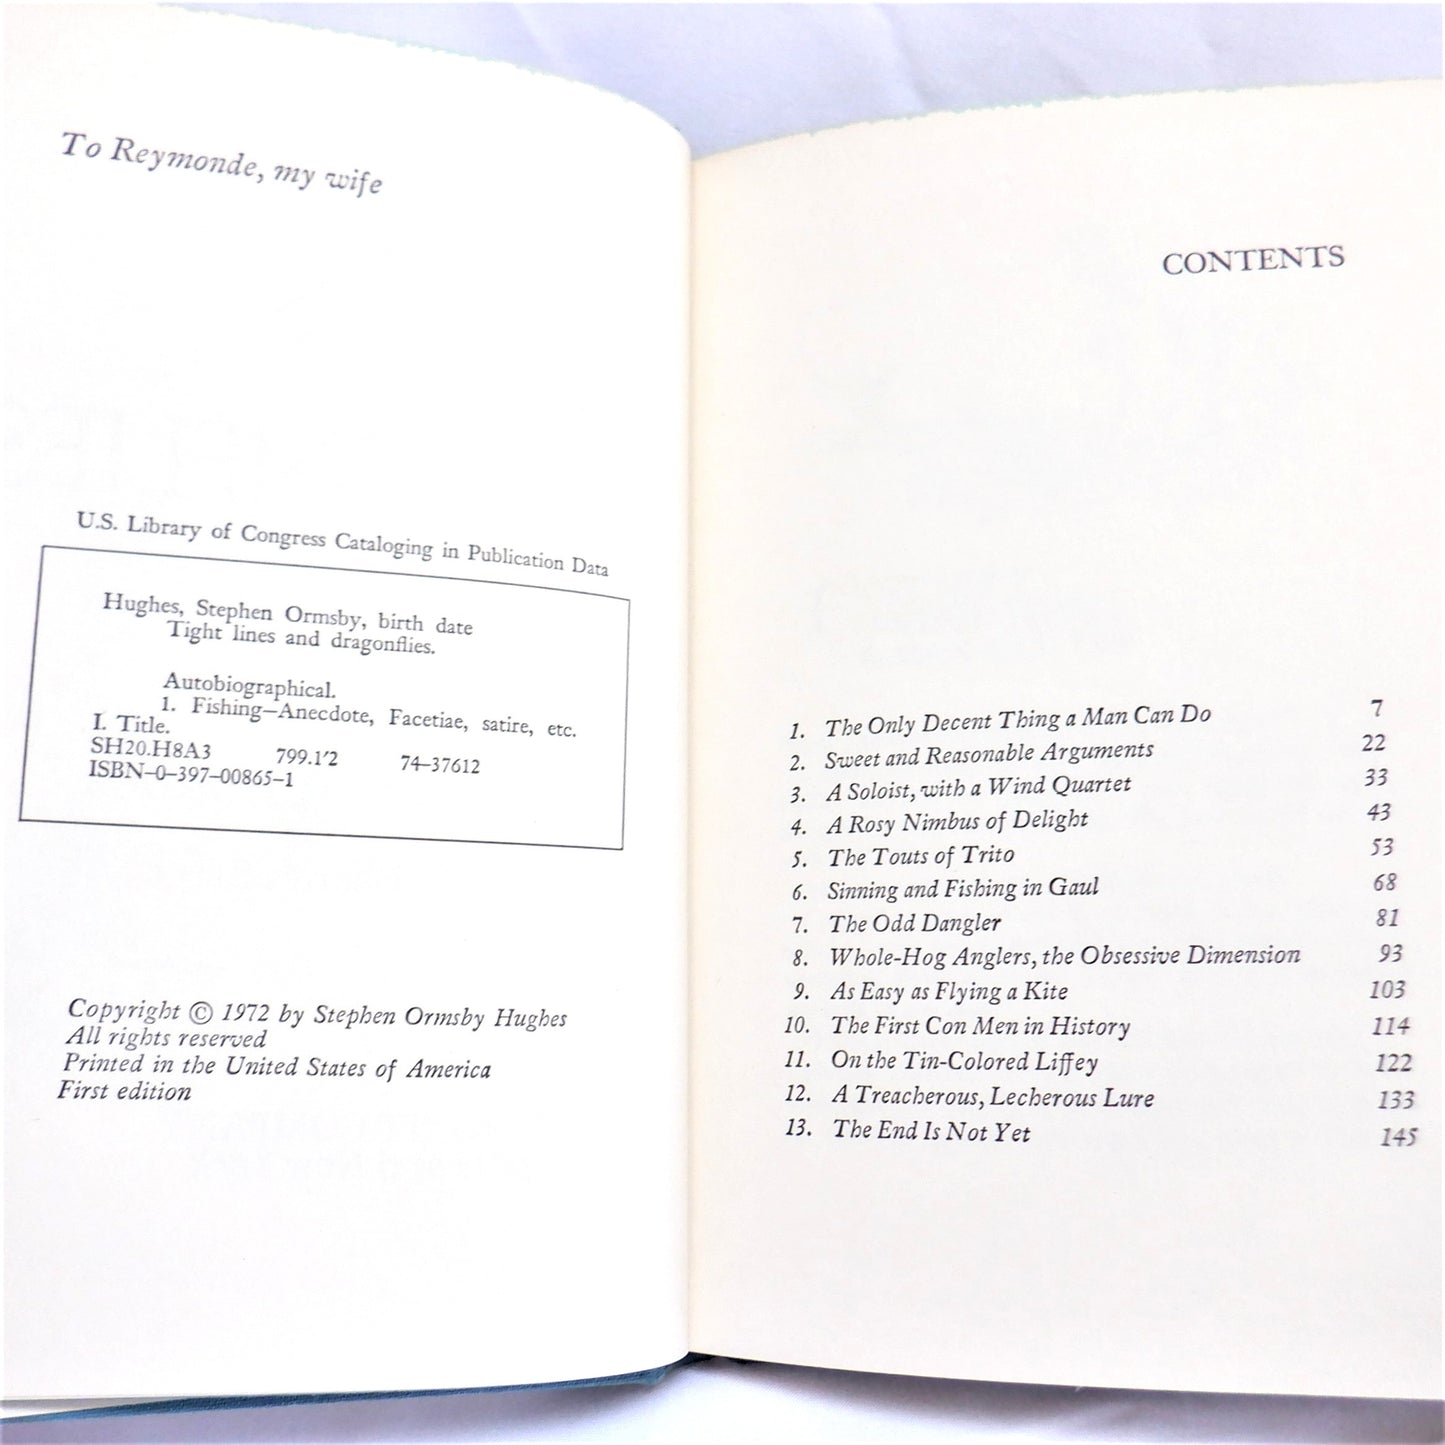 To Reymonde, my wife
U.S. Library of Congress Cataloging in Publication Data
Hughes, Stephen Ormsby, birth date
Tight lines and dragonflies.
Autobiographical.
1. Fishing—Anecdote, Facetiae, satire, etc.
I. Title.
SH20.H8A3 799.1'2 74–37612
ISBN–0–397–00865–1
Copyright © 1972 by Stephen Ormsby Hughes
All rights reserved
Printed in the United States of America
First edition
CONTENTS
1. The Only Decent Thing a Man Can Do 7
2. Sweet and Reasonable Arguments 22
3. A Soloist, with a Wind Quartet 33
4. A Rosy Nimbus of Delight 43
5. The Touts of Trito 53
6. Sinning and Fishing in Gaul 68
7. The Odd Dangler 81
8. Whole-Hog Anglers, the Obsessive Dimension 93
9. As Easy as Flying a Kite 103
10. The First Con Men in History 114
11. On the Tin-Colored Liffey 122
12. A Treacherous, Lecherous Lure 133
13. The End Is Not Yet 145